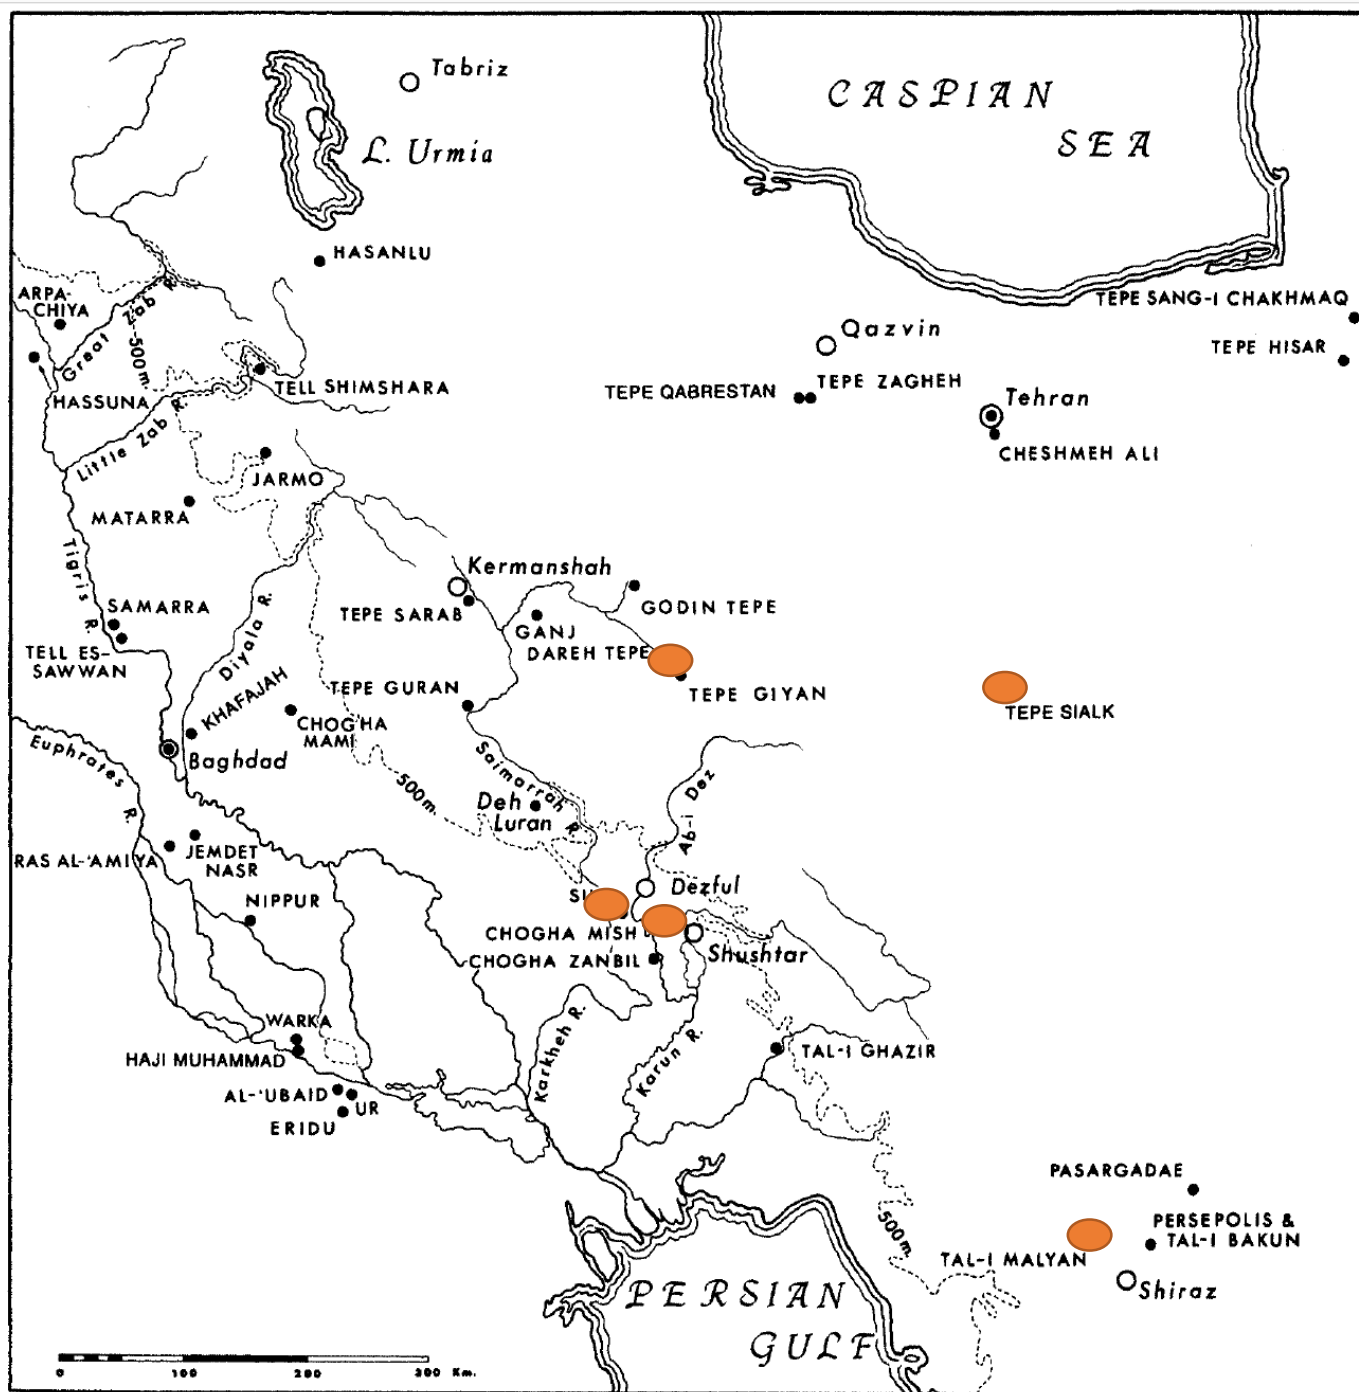 Tabriz
CASPIAN
SEA
L. Urmia
HASANLU
ARPA-
CHIYA
Great Zab R.
500m.
TEPE SANG-I CHAKHMAQ
Qazvin
TEPE HISAR
HASSUNA
TELL SHIMSHARA
TEPE QABRESTAN
TEPE ZAGHEH
Tehran
CHESHMEH ALI
Little Zab R.
JARMO
MATARRA
Tigris R.
Kermanshah
SAMARRA
TEPE SARAB
GODIN TEPE
GANJ
DAREH TEPE
TELL ES-
SAWWAN
Diyala R.
TEPE GURAN
TEPE GIYAN
TEPE SIALK
KHAFAJAH
CHOGHA
MAMI
Baghdad
Euphrates R.
Saimarrah R.
500m.
Deh
Luran
Ab-i Dez
RAS AL-'AMIYA
JEMDET
NASR
NIPPUR
Dezful
CHOGHA MISH
Shushtar
CHOGHA ZANBIL
WARKA
HAJI MUHAMMAD
Karkheh R.
Karun R.
TAL-I GHAZIR
AL-'UBAID
UR
ERIDU
PASARGADAE
500m.
PERSEPOLIS &
TAL-I BAKUN
TAL-I MALYAN
Shiraz
PERSIAN
GULF
100 200 300 Km.